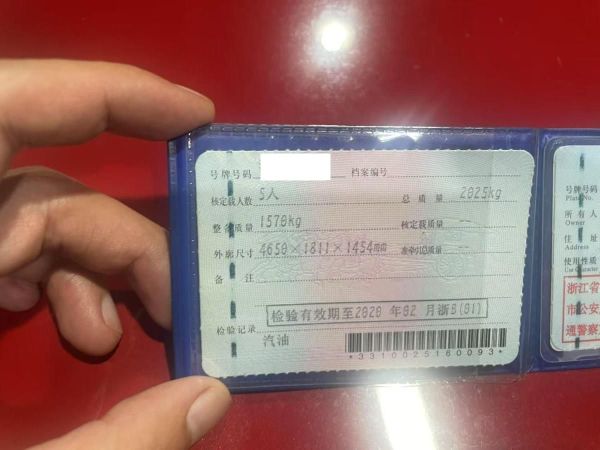 号牌号码 档案编号
核定载人数 5人 总 质 量 2025kg
整备质量 1570kg 核定载质量 --
外廓尺寸 4650×1811×1454mm 准牵引总质量 --
备 注
检验有效期至2020 年02 月浙B(01)
检验记录
汽油
*3310025160093*
号牌号码
Plate No.
所 有 人
Owner
住 址
Address
使用性质
Use Character
浙江省
市公安
通警察